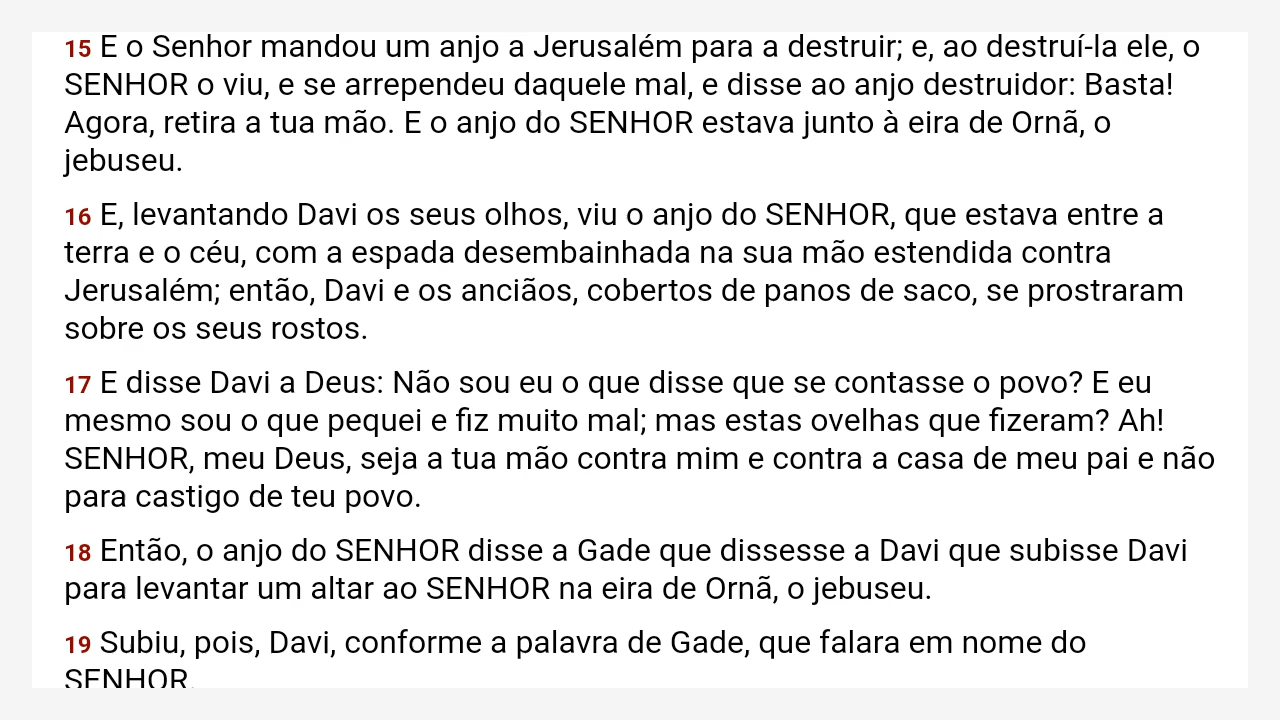 15 E o Senhor mandou um anjo a Jerusalém para a destruir; e, ao destruí-la ele, o
SENHOR o viu, e se arrependeu daquele mal, e disse ao anjo destruidor: Basta!
Agora, retira a tua mão. E o anjo do SENHOR estava junto à eira de Ornã, o
jebuseu.
16 E, levantando Davi os seus olhos, viu o anjo do SENHOR, que estava entre a
terra e o céu, com a espada desembainhada na sua mão estendida contra
Jerusalém; então, Davi e os anciãos, cobertos de panos de saco, se prostraram
sobre os seus rostos.
17 E disse Davi a Deus: Não sou eu o que disse que se contasse o povo? E eu
mesmo sou o que pequei e fiz muito mal; mas estas ovelhas que fizeram? Ah!
SENHOR, meu Deus, seja a tua mão contra mim e contra a casa de meu pai e não
para castigo de teu povo.
18 Então, o anjo do SENHOR disse a Gade que dissesse a Davi que subisse Davi
para levantar um altar ao SENHOR na eira de Ornã, o jebuseu.
19 Subiu, pois, Davi, conforme a palavra de Gade, que falara em nome do
SENHOR.